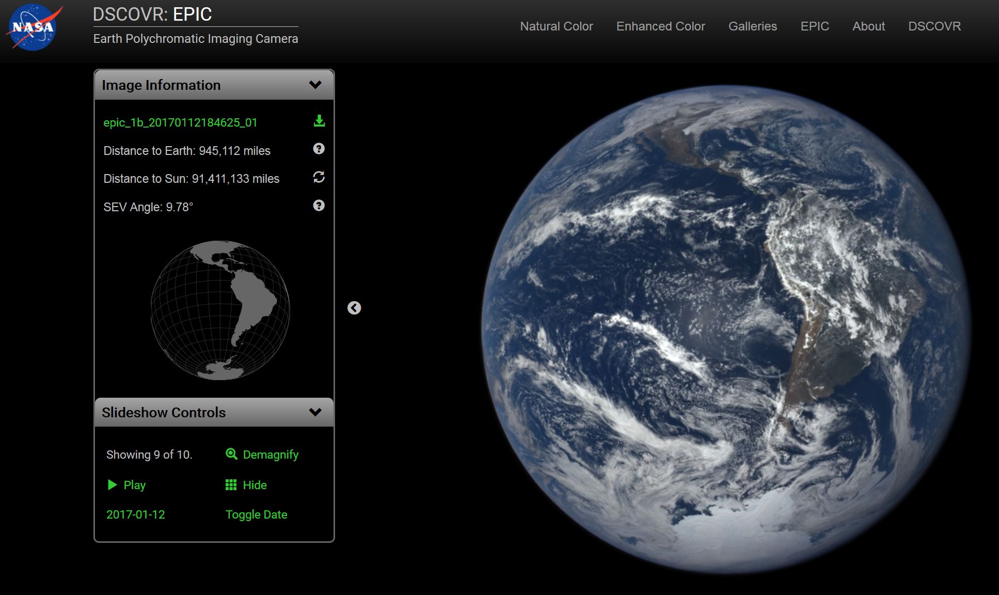 NASA
DSCOVR: EPIC
Earth Polychromatic Imaging Camera
Natural Color
Enhanced Color
Galleries
EPIC
About
DSCOVR
Image Information
epic_1b_20170112184625_01
Distance to Earth: 945,112 miles
Distance to Sun: 91,411,133 miles
SEV Angle: 9.78°
Slideshow Controls
Showing 9 of 10.
Demagnify
Play
Hide
2017-01-12
Toggle Date